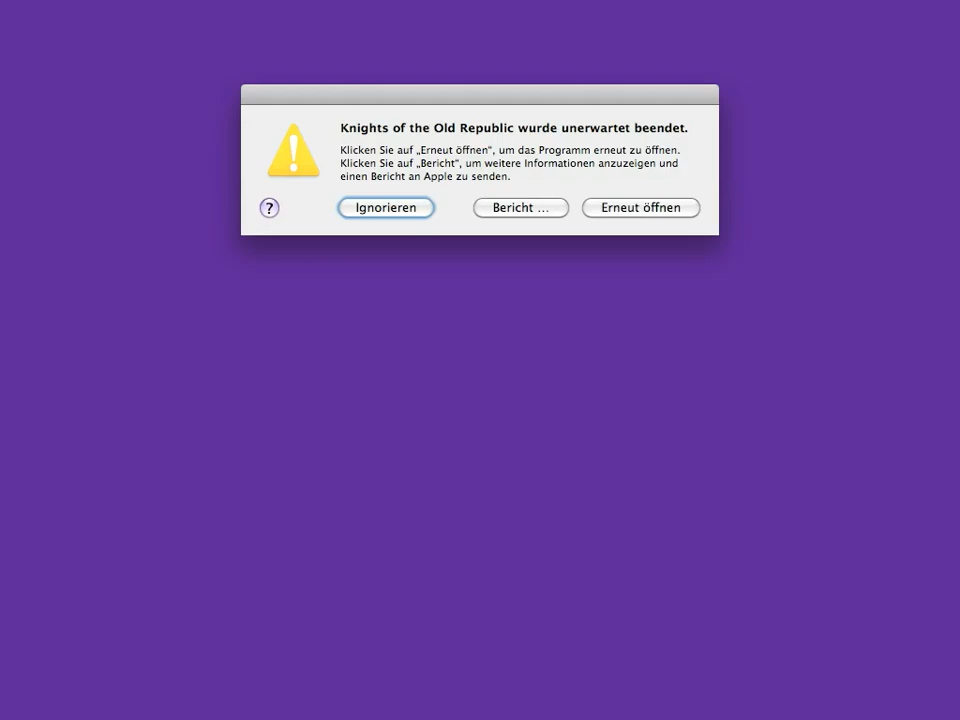 Knights of the Old Republic wurde unerwartet beendet.
Klicken Sie auf „Erneut öffnen“, um das Programm erneut zu öffnen.
Klicken Sie auf „Bericht“, um weitere Informationen anzuzeigen und
einen Bericht an Apple zu senden.
? Ignorieren Bericht ... Erneut öffnen